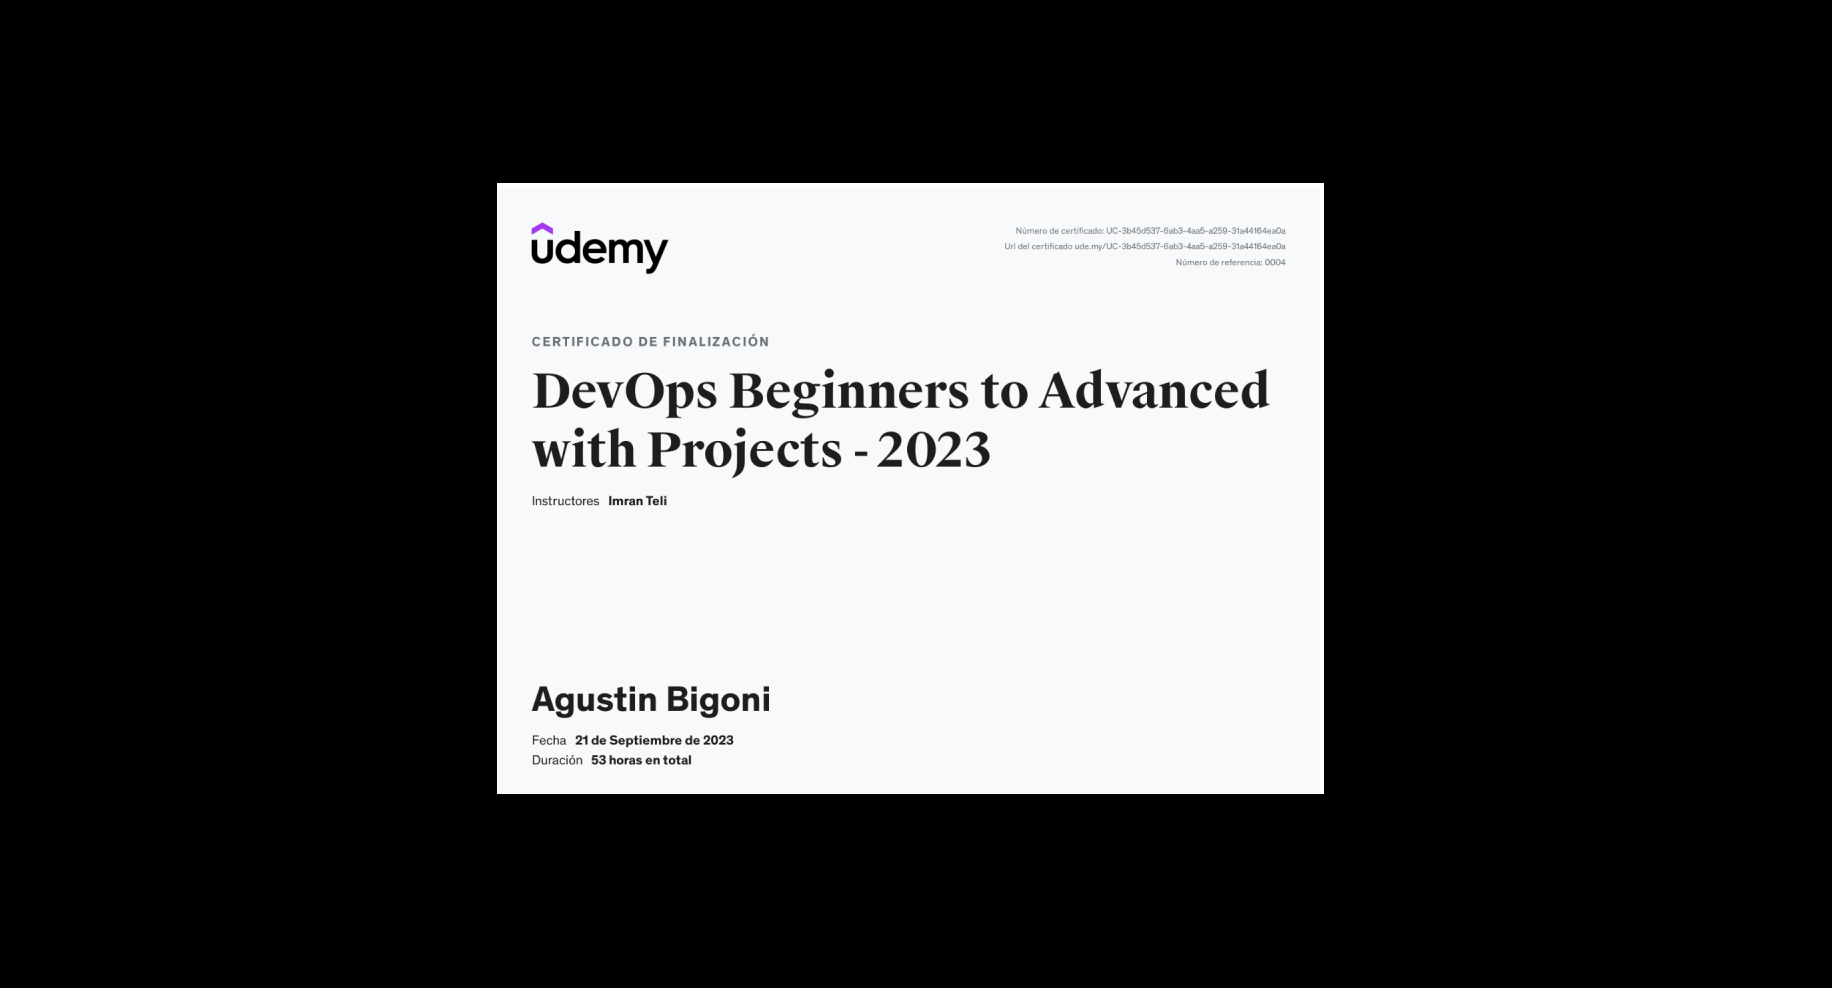 udemy
Número de certificado: UC-3b45d537-6ab3-4aa5-a259-31a44164ea0a
Url del certificado ude.my/UC-3b45d537-6ab3-4aa5-a259-31a44164ea0a
Número de referencia: 0004
CERTIFICADO DE FINALIZACIÓN
DevOps Beginners to Advanced
with Projects - 2023
Instructores Imran Teli
Agustin Bigoni
Fecha 21 de Septiembre de 2023
Duración 53 horas en total